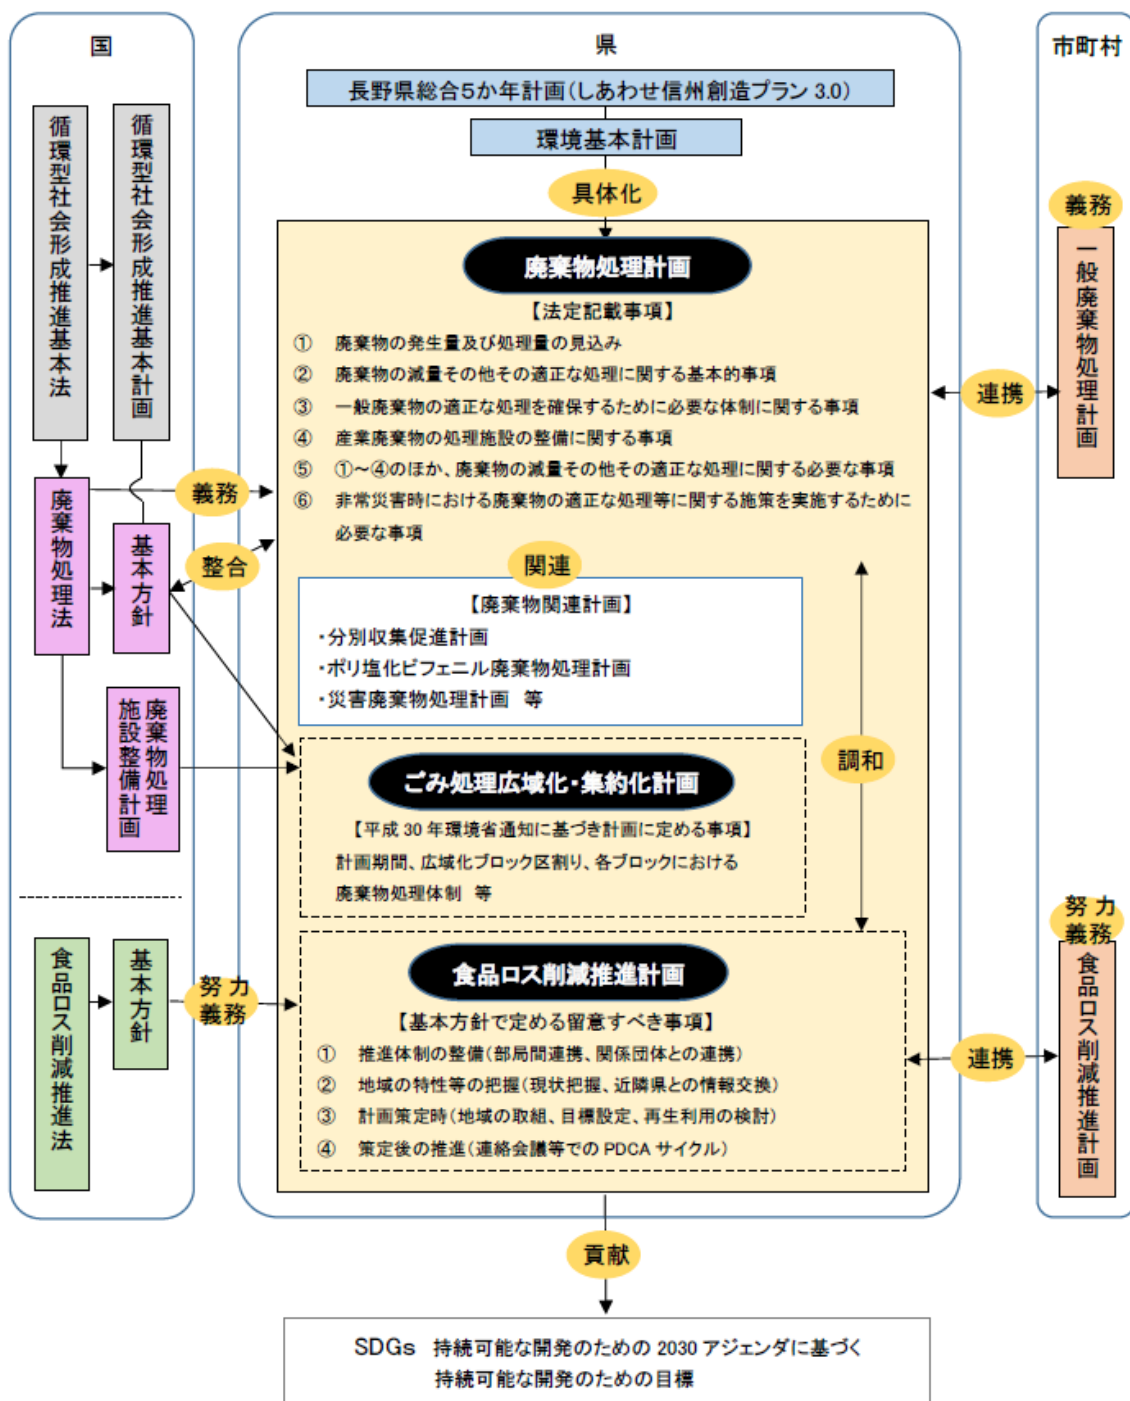 国
循環型社会形成推進基本法
循環型社会形成推進基本計画
廃棄物処理法
基本方針
廃棄物処理
施設整備計画
食品ロス削減推進法
基本方針
義務
整合
努力
義務
県
長野県総合5か年計画(しあわせ信州創造プラン 3.0)
環境基本計画
具体化
廃棄物処理計画
【法定記載事項】
① 廃棄物の発生量及び処理量の見込み
② 廃棄物の減量その他その適正な処理に関する基本的事項
③ 一般廃棄物の適正な処理を確保するために必要な体制に関する事項
④ 産業廃棄物の処理施設の整備に関する事項
⑤ ①～④のほか、廃棄物の減量その他その適正な処理に関する必要な事項
⑥ 非常災害時における廃棄物の適正な処理等に関する施策を実施するために
必要な事項
関連
【廃棄物関連計画】
・分別収集促進計画
・ポリ塩化ビフェニル廃棄物処理計画
・災害廃棄物処理計画 等
調和
ごみ処理広域化・集約化計画
【平成 30 年環境省通知に基づき計画に定める事項】
計画期間、広域化ブロック区割り、各ブロックにおける
廃棄物処理体制 等
食品ロス削減推進計画
【基本方針で定める留意すべき事項】
① 推進体制の整備(部局間連携、関係団体との連携)
② 地域の特性等の把握(現状把握、近隣県との情報交換)
③ 計画策定時(地域の取組、目標設定、再生利用の検討)
④ 策定後の推進(連絡会議等での PDCA サイクル)
連携
連携
市町村
義務
一般廃棄物処理計画
努力
義務
食品ロス削減推進計画
貢献
SDGs 持続可能な開発のための 2030 アジェンダに基づく
持続可能な開発のための目標